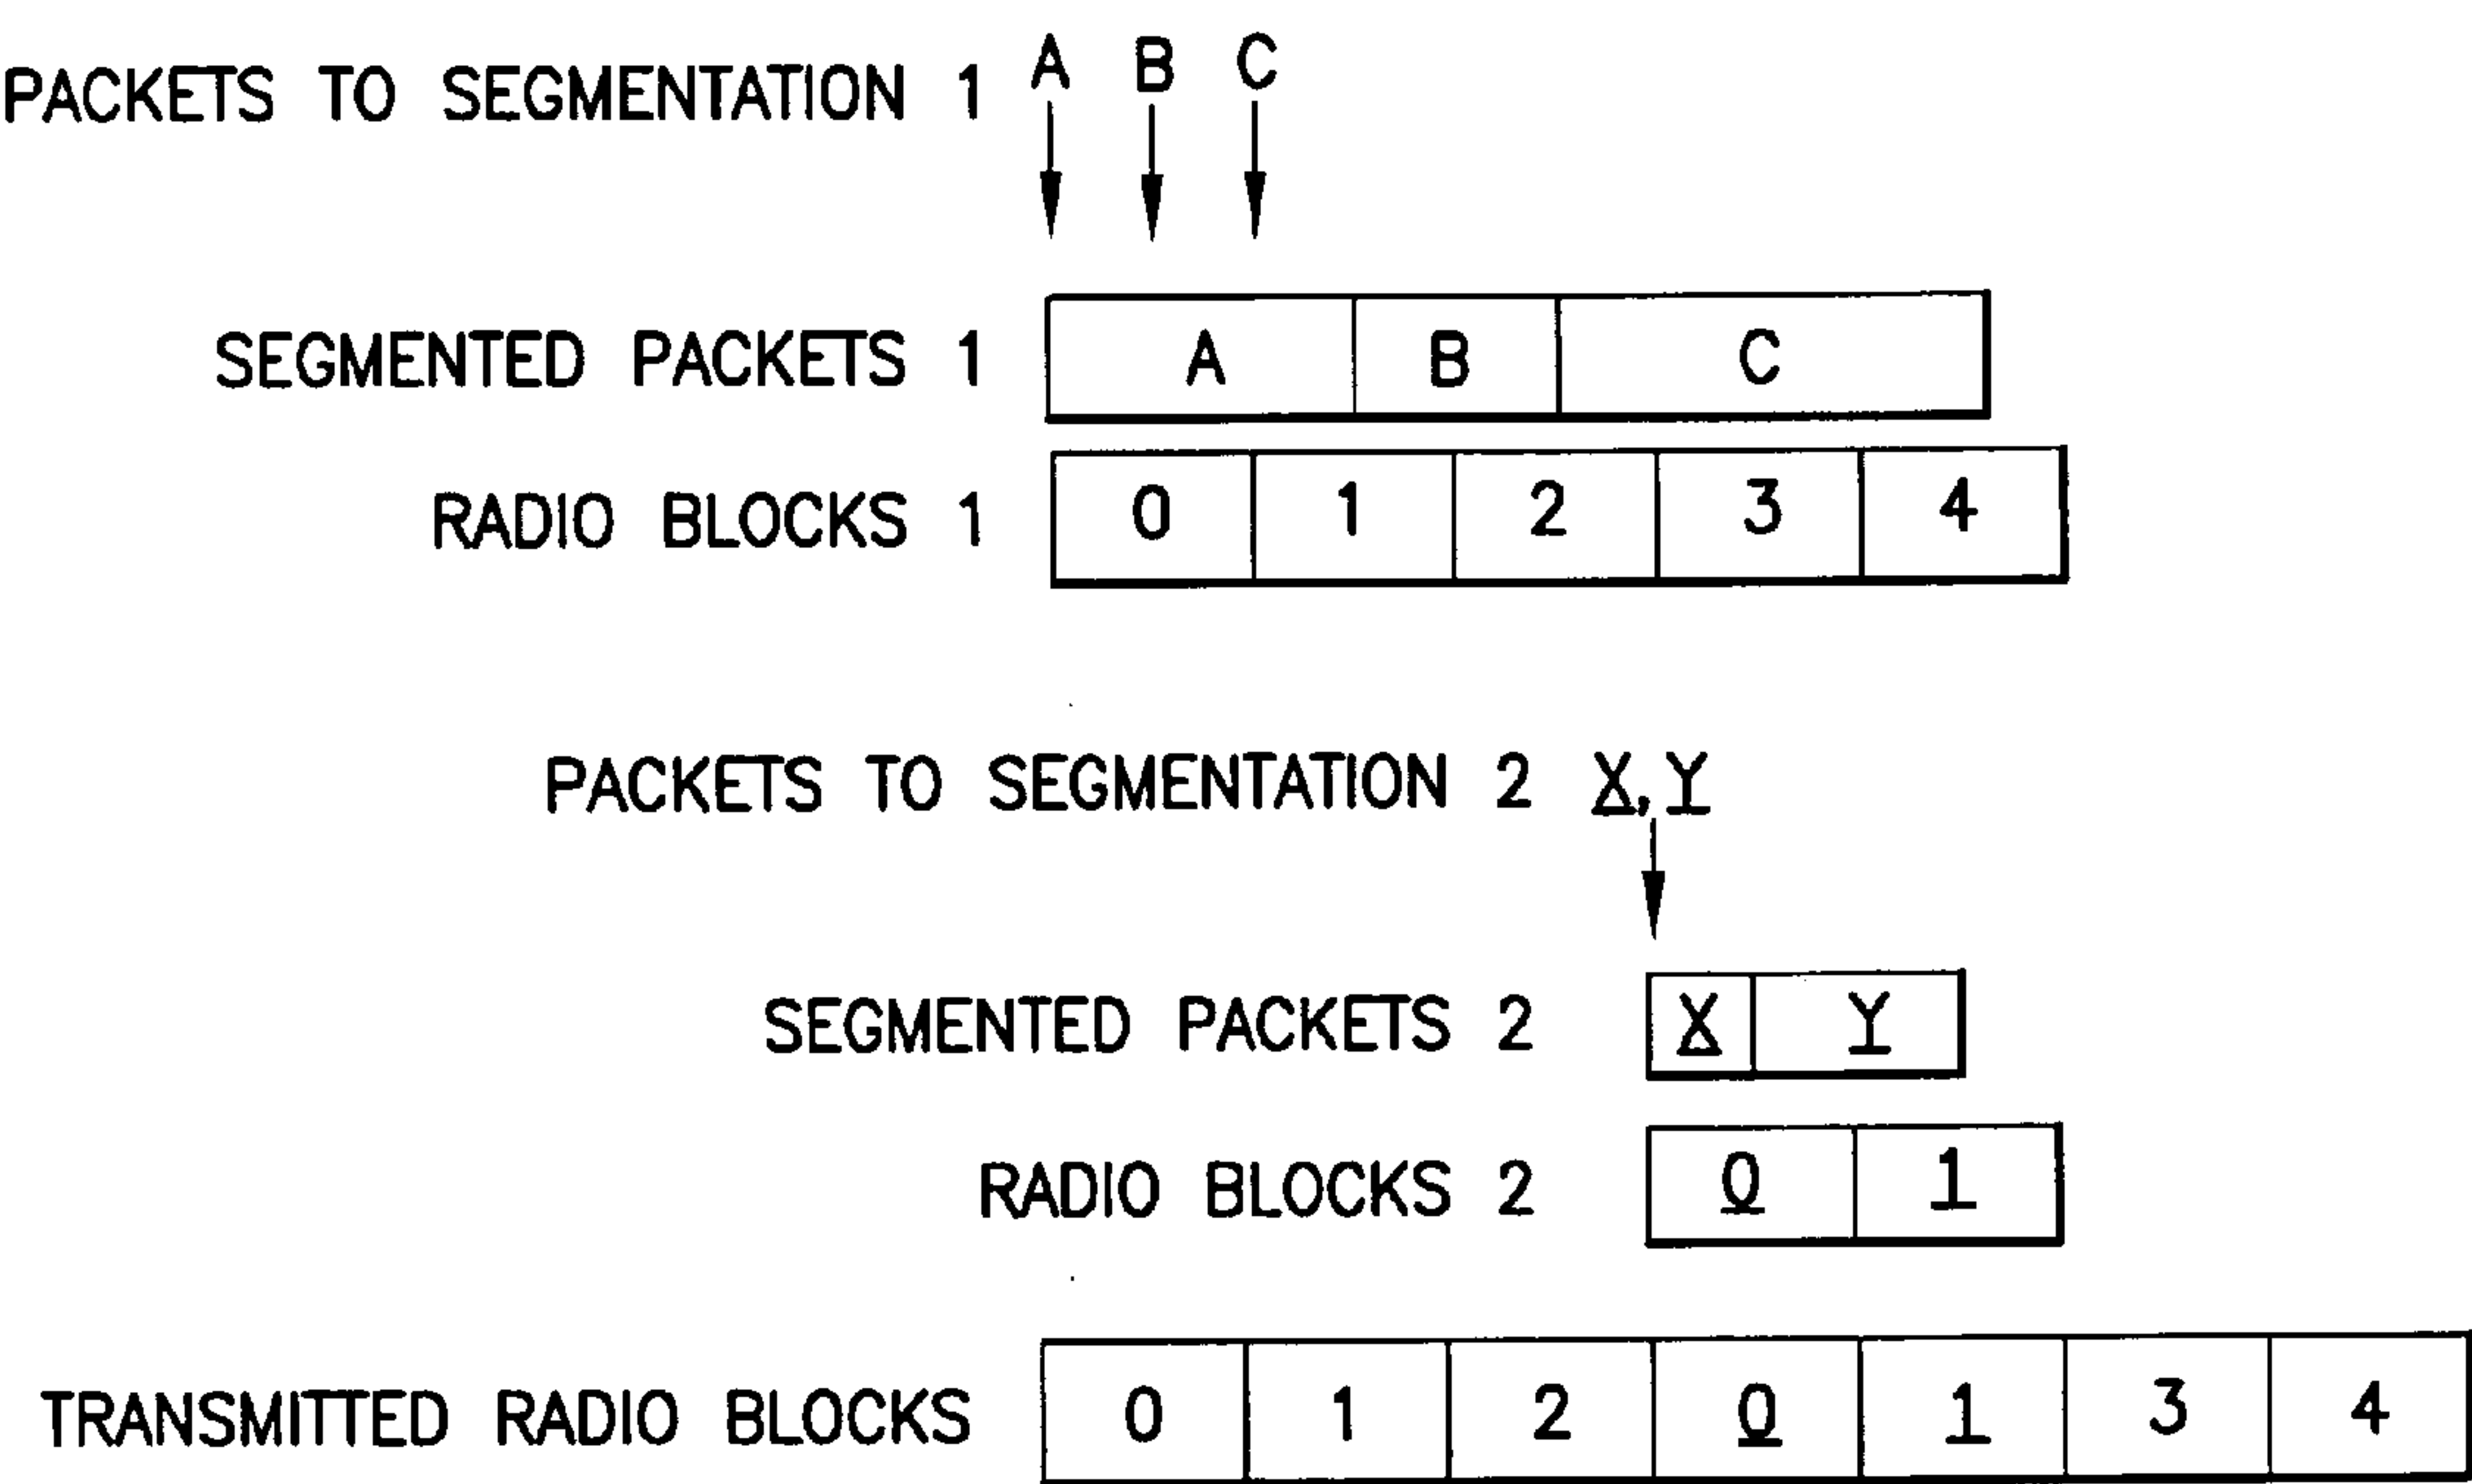 PACKETS TO SEGMENTATION 1 A B C
SEGMENTED PACKETS 1 A B C
RADIO BLOCKS 1 0 1 2 3 4
PACKETS TO SEGMENTATION 2 X,Y
SEGMENTED PACKETS 2 X Y
RADIO BLOCKS 2 0 1
TRANSMITTED RADIO BLOCKS 0 1 2 0 1 3 4